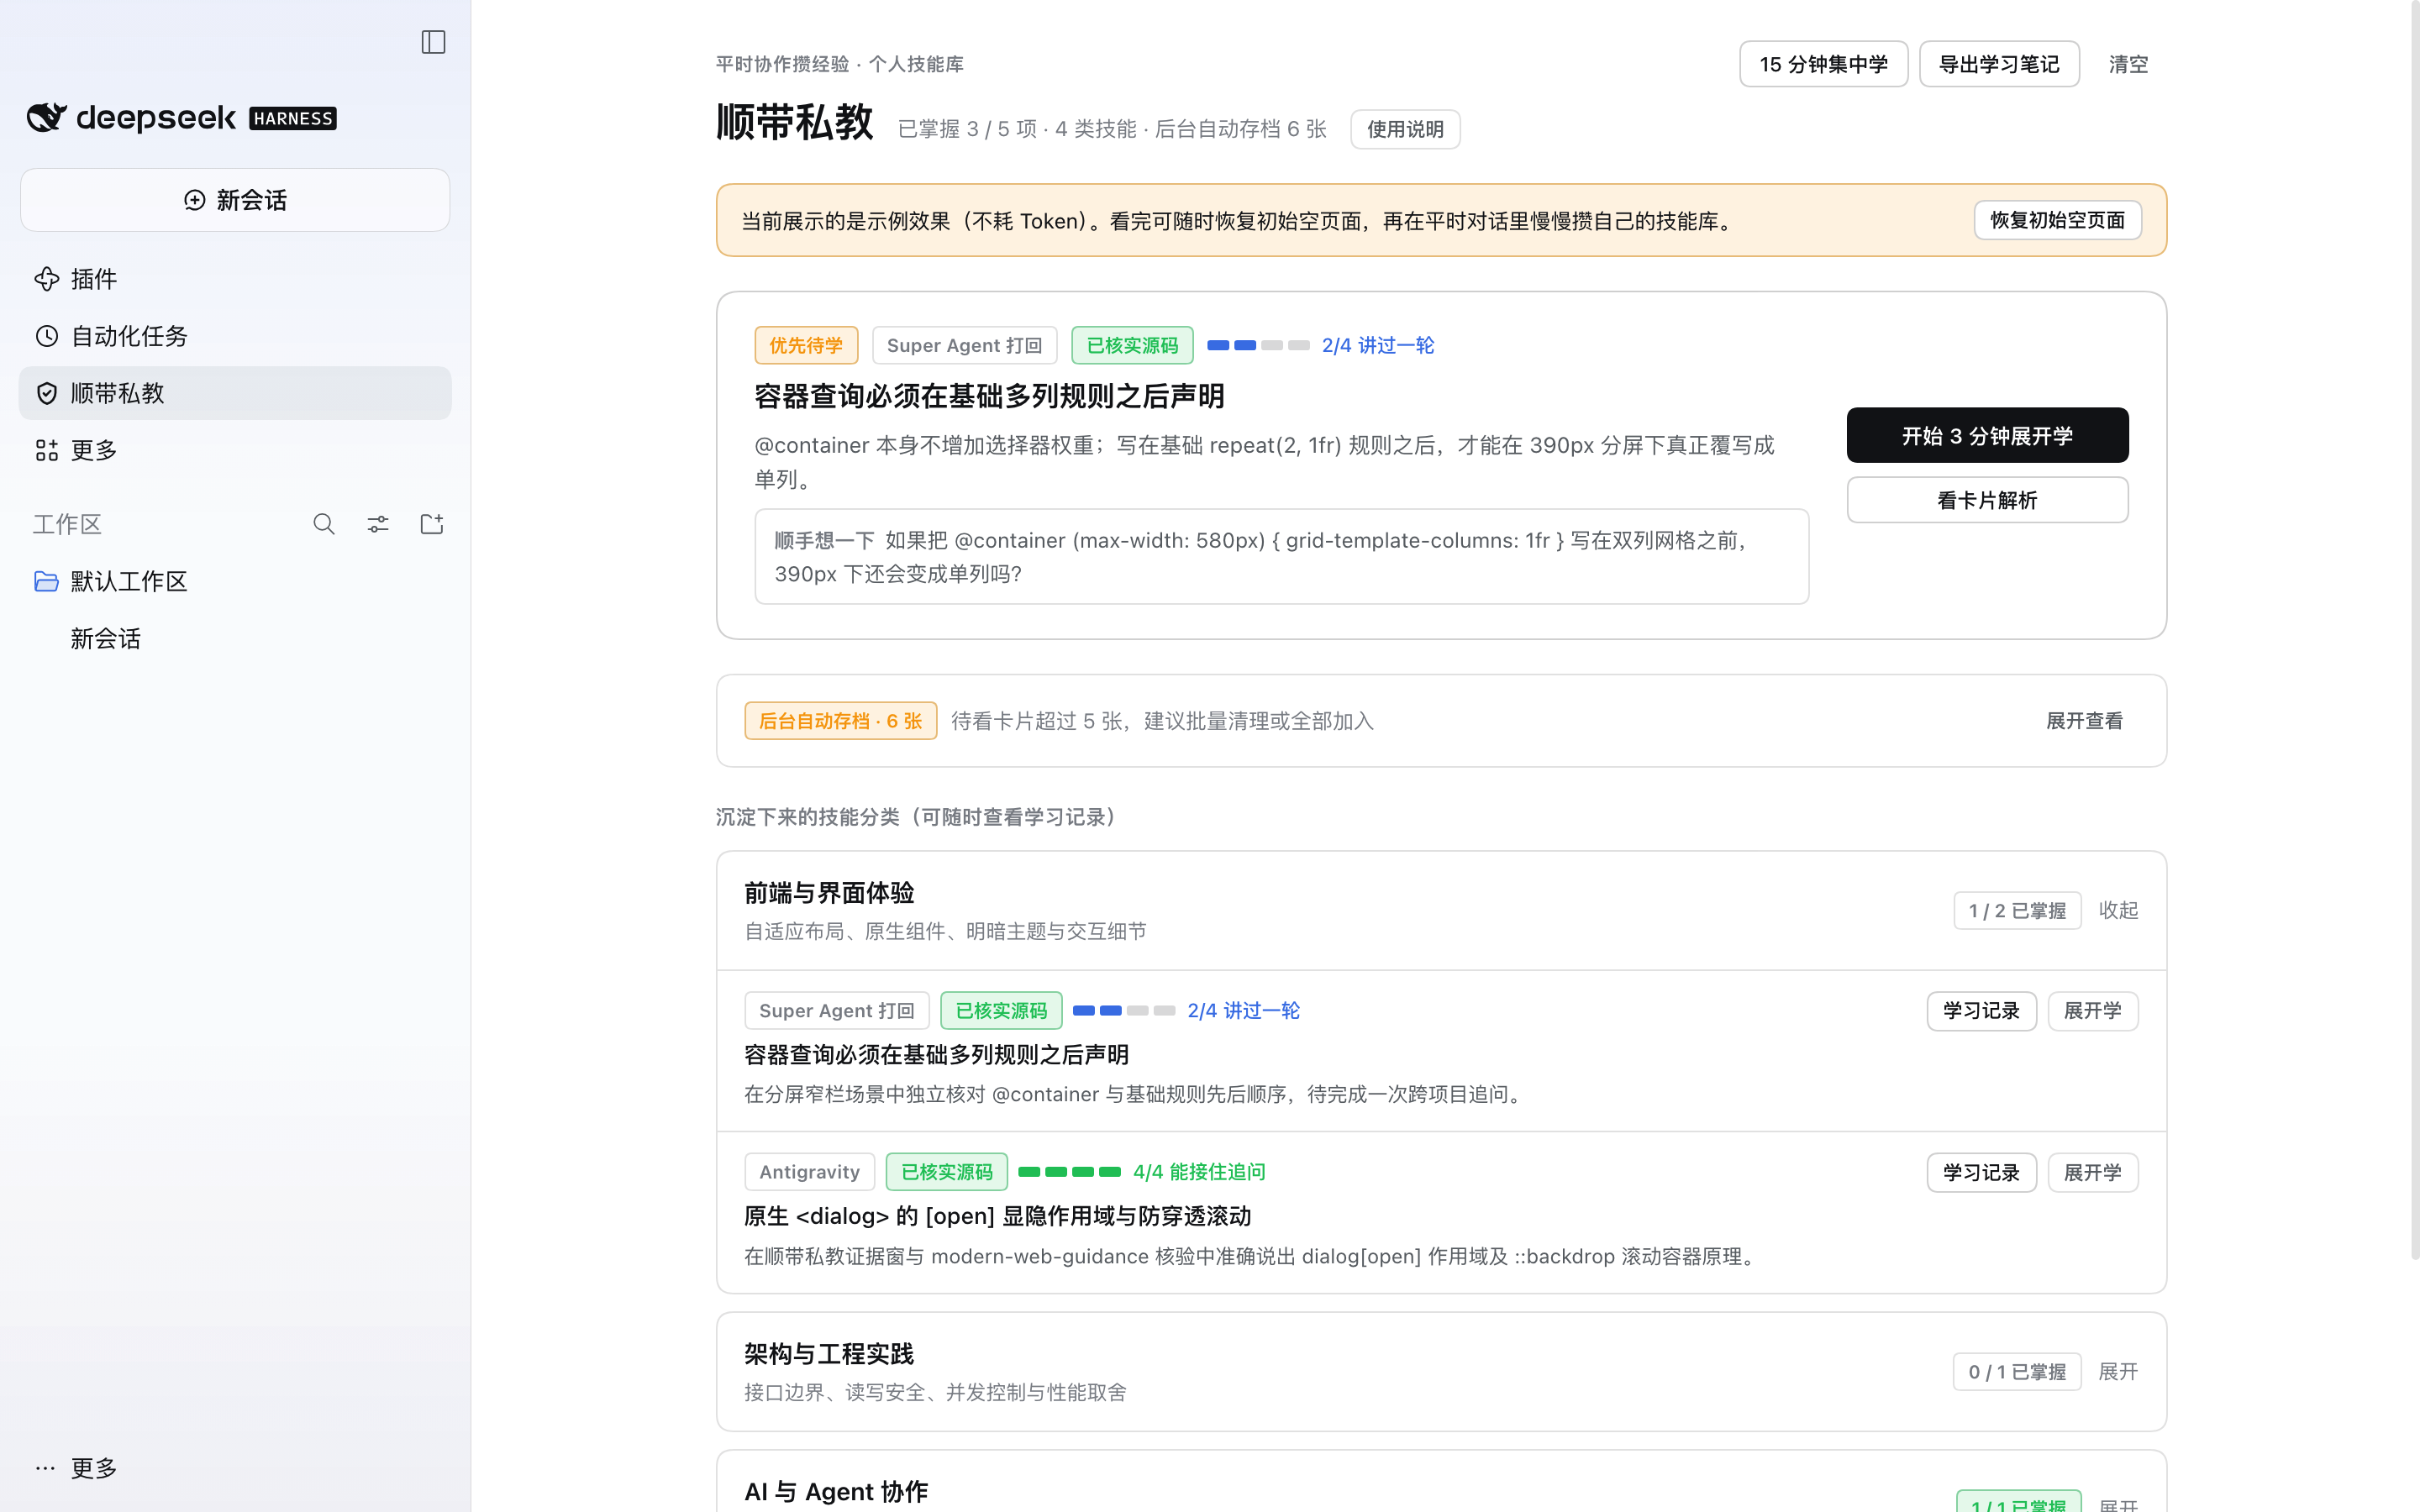 deepseek HARNESS
新会话
插件
自动化任务
顺带私教
更多
工作区
默认工作区
新会话
更多
平时协作攒经验 · 个人技能库
15 分钟集中学
导出学习笔记
清空
顺带私教
已掌握 3 / 5 项 · 4 类技能 · 后台自动存档 6 张
使用说明
当前展示的是示例效果（不耗 Token）。看完可随时恢复初始空页面，再在平时对话里慢慢攒自己的技能库。
恢复初始空页面
优先待学
Super Agent 打回
已核实源码
2/4 讲过一轮
容器查询必须在基础多列规则之后声明
@container 本身不增加选择器权重；写在基础 repeat(2, 1fr) 规则之后，才能在 390px 分屏下真正覆写成
单列。
顺手想一下 如果把 @container (max-width: 580px) { grid-template-columns: 1fr } 写在双列网格之前，
390px 下还会变成单列吗?
开始 3 分钟展开学
看卡片解析
后台自动存档 · 6 张
待看卡片超过 5 张，建议批量清理或全部加入
展开查看
沉淀下来的技能分类（可随时查看学习记录）
前端与界面体验
自适应布局、原生组件、明暗主题与交互细节
1 / 2 已掌握
收起
Super Agent 打回
已核实源码
2/4 讲过一轮
学习记录
展开学
容器查询必须在基础多列规则之后声明
在分屏窄栏场景中独立核对 @container 与基础规则先后顺序，待完成一次跨项目追问。
Antigravity
已核实源码
4/4 能接住追问
学习记录
展开学
原生 <dialog> 的 [open] 显隐作用域与防穿透滚动
在顺带私教证据窗与 modern-web-guidance 核验中准确说出 dialog[open] 作用域及 ::backdrop 滚动容器原理。
架构与工程实践
接口边界、读写安全、并发控制与性能取舍
0 / 1 已掌握
展开
AI 与 Agent 协作
1 / 1 已掌握
展开